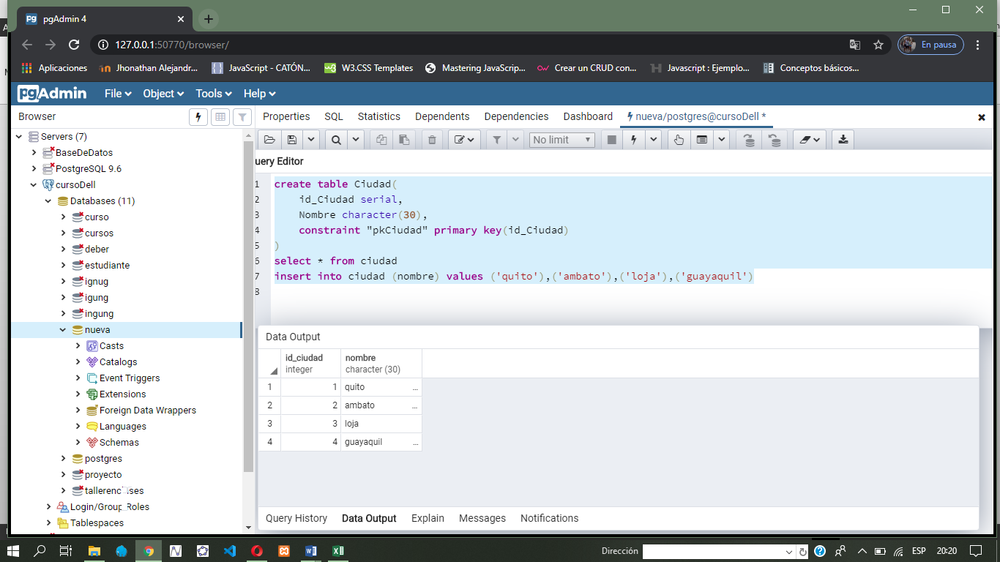 pgAdmin 4
127.0.0.1:50770/browser/
En pausa
Aplicaciones
Jhonathan Alejandr...
JavaScript - CATÓN...
W3.CSS Templates
Mastering JavaScrip...
Crear un CRUD con...
Javascript : Ejemplo...
Conceptos básicos...
pgAdmin
File
Object
Tools
Help
Browser
Properties
SQL
Statistics
Dependents
Dependencies
Dashboard
nueva/postgres@cursoDell *
No limit
Servers (7)
BaseDeDatos
PostgreSQL 9.6
cursoDell
Databases (11)
curso
cursos
deber
estudiante
ignug
igung
ingung
nueva
Casts
Catalogs
Event Triggers
Extensions
Foreign Data Wrappers
Languages
Schemas
postgres
proyecto
Login/Group Roles
Tablespaces
uery Editor
1 create table Ciudad(
2 id_Ciudad serial,
3 Nombre character(30),
4 constraint "pkCiudad" primary key(id_Ciudad)
5 )
6 select * from ciudad
7 insert into ciudad (nombre) values ('quito'),('ambato'),('loja'),('guayaquil')
8
Data Output
id_ciudad nombre
integer character (30)
1 1 quito ...
2 2 ambato ...
3 3 loja
4 4 guayaquil ...
Query History
Data Output
Explain
Messages
Notifications
Dirección
ESP
20:20